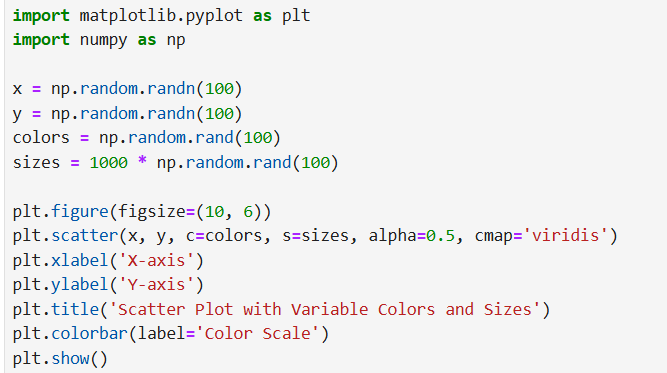 import matplotlib.pyplot as plt
import numpy as np

x = np.random.randn(100)
y = np.random.randn(100)
colors = np.random.rand(100)
sizes = 1000 * np.random.rand(100)

plt.figure(figsize=(10, 6))
plt.scatter(x, y, c=colors, s=sizes, alpha=0.5, cmap='viridis')
plt.xlabel('X-axis')
plt.ylabel('Y-axis')
plt.title('Scatter Plot with Variable Colors and Sizes')
plt.colorbar(label='Color Scale')
plt.show()